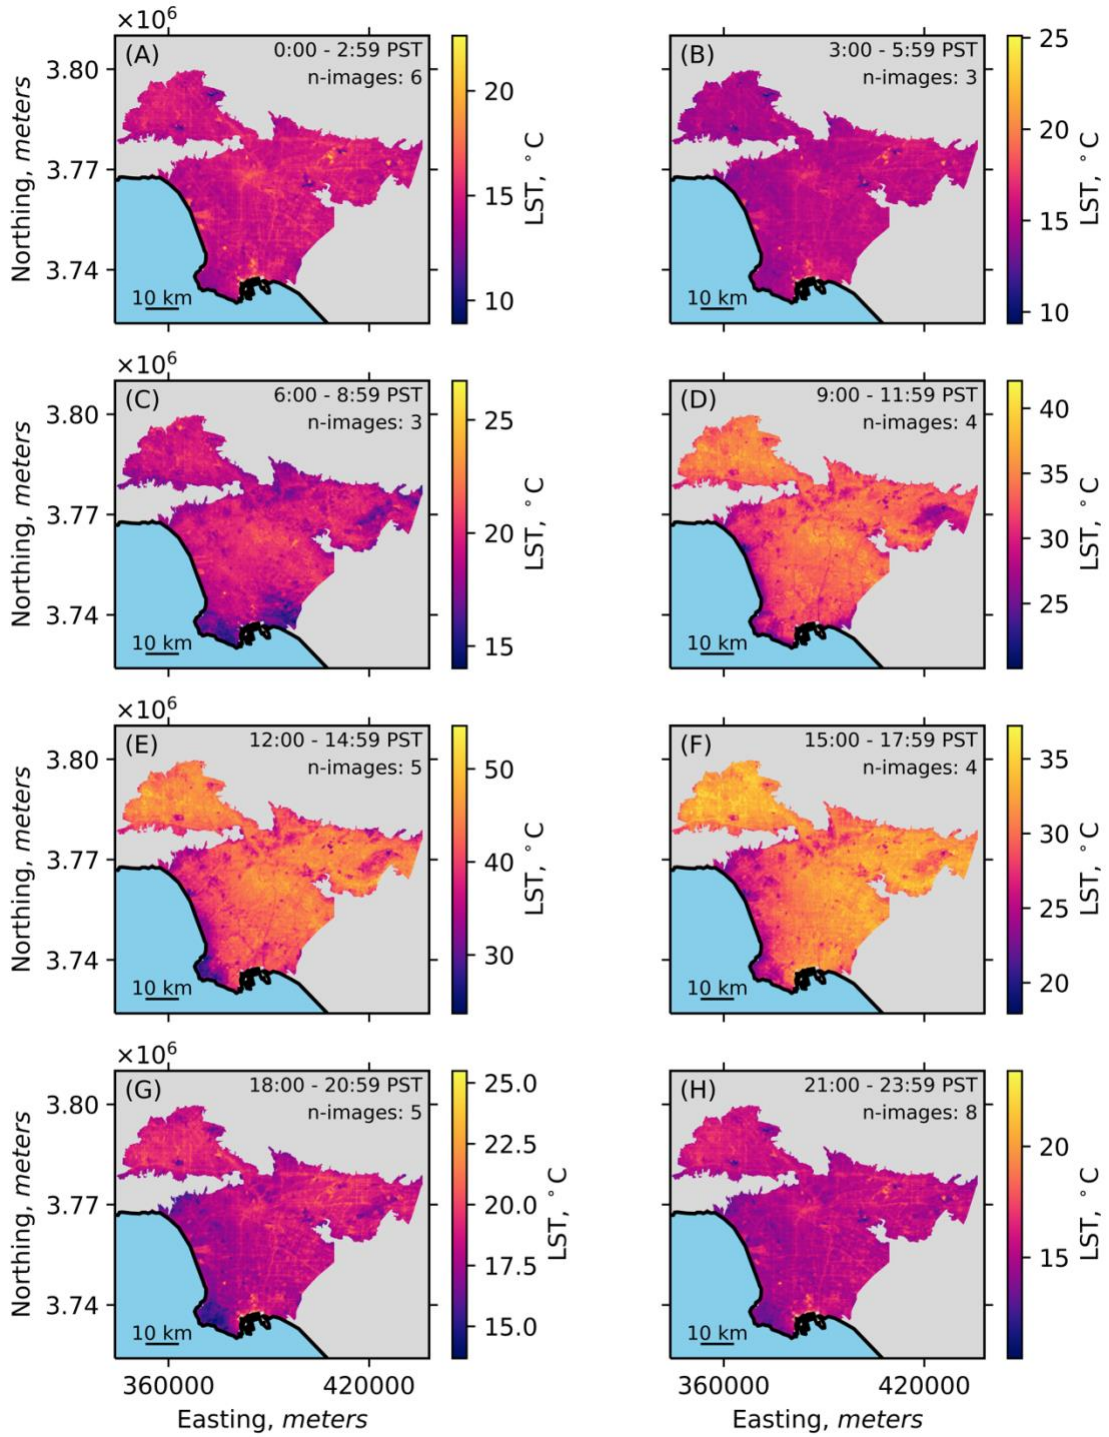 ×10⁶
(A)
0:00 - 2:59 PST
n-images: 6
3.80
3.77
3.74
Northing, meters
10 km
20
15
10
LST, °C
(B)
3:00 - 5:59 PST
n-images: 3
10 km
25
20
15
10
LST, °C
×10⁶
(C)
6:00 - 8:59 PST
n-images: 3
3.80
3.77
3.74
Northing, meters
10 km
25
20
15
LST, °C
(D)
9:00 - 11:59 PST
n-images: 4
10 km
40
35
30
25
LST, °C
×10⁶
(E)
12:00 - 14:59 PST
n-images: 5
3.80
3.77
3.74
Northing, meters
10 km
50
40
30
LST, °C
(F)
15:00 - 17:59 PST
n-images: 4
10 km
35
30
25
20
LST, °C
×10⁶
(G)
18:00 - 20:59 PST
n-images: 5
3.80
3.77
3.74
Northing, meters
10 km
25.0
22.5
20.0
17.5
15.0
LST, °C
360000
420000
Easting, meters
(H)
21:00 - 23:59 PST
n-images: 8
10 km
20
15
LST, °C
360000
420000
Easting, meters